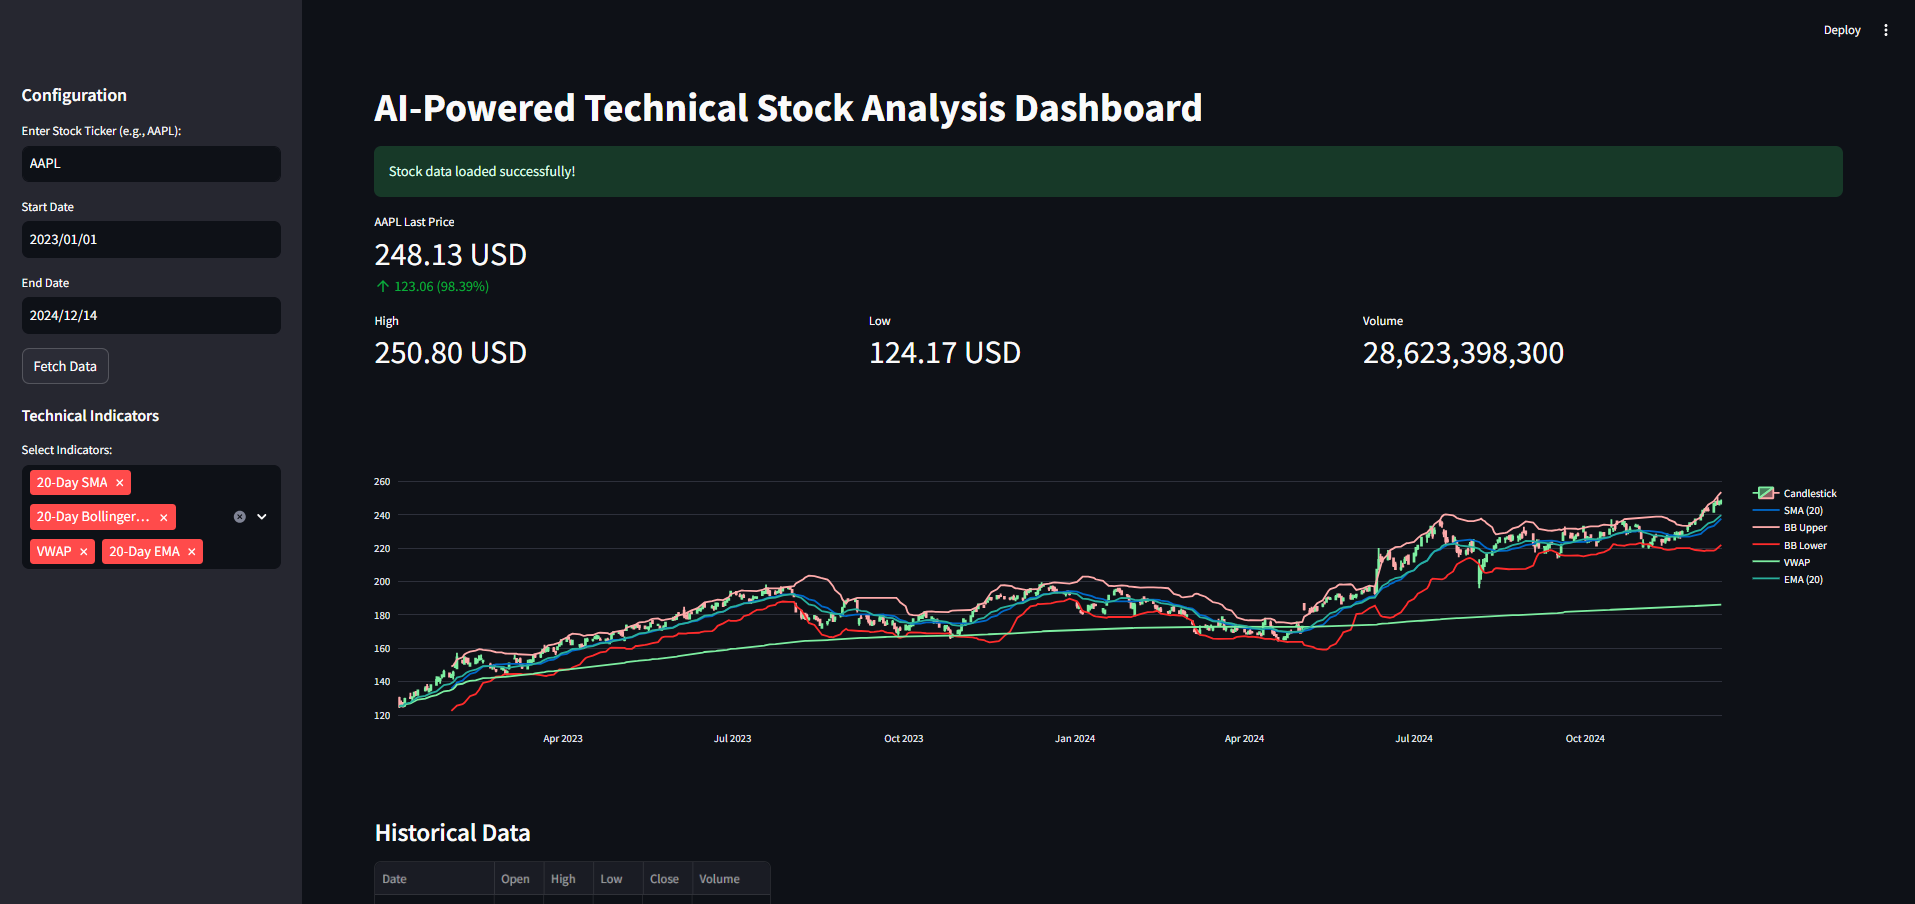 Deploy
Configuration
Enter Stock Ticker (e.g., AAPL):
AAPL
Start Date
2023/01/01
End Date
2024/12/14
Fetch Data
Technical Indicators
Select Indicators:
20-Day SMA ×
20-Day Bollinger... ×
VWAP × 20-Day EMA ×
AI-Powered Technical Stock Analysis Dashboard
Stock data loaded successfully!
AAPL Last Price
248.13 USD
↑ 123.06 (98.39%)
High
250.80 USD
Low
124.17 USD
Volume
28,623,398,300
260
240
220
200
180
160
140
120
Apr 2023 Jul 2023 Oct 2023 Jan 2024 Apr 2024 Jul 2024 Oct 2024
Candlestick
SMA (20)
BB Upper
BB Lower
VWAP
EMA (20)
Historical Data
Date Open High Low Close Volume